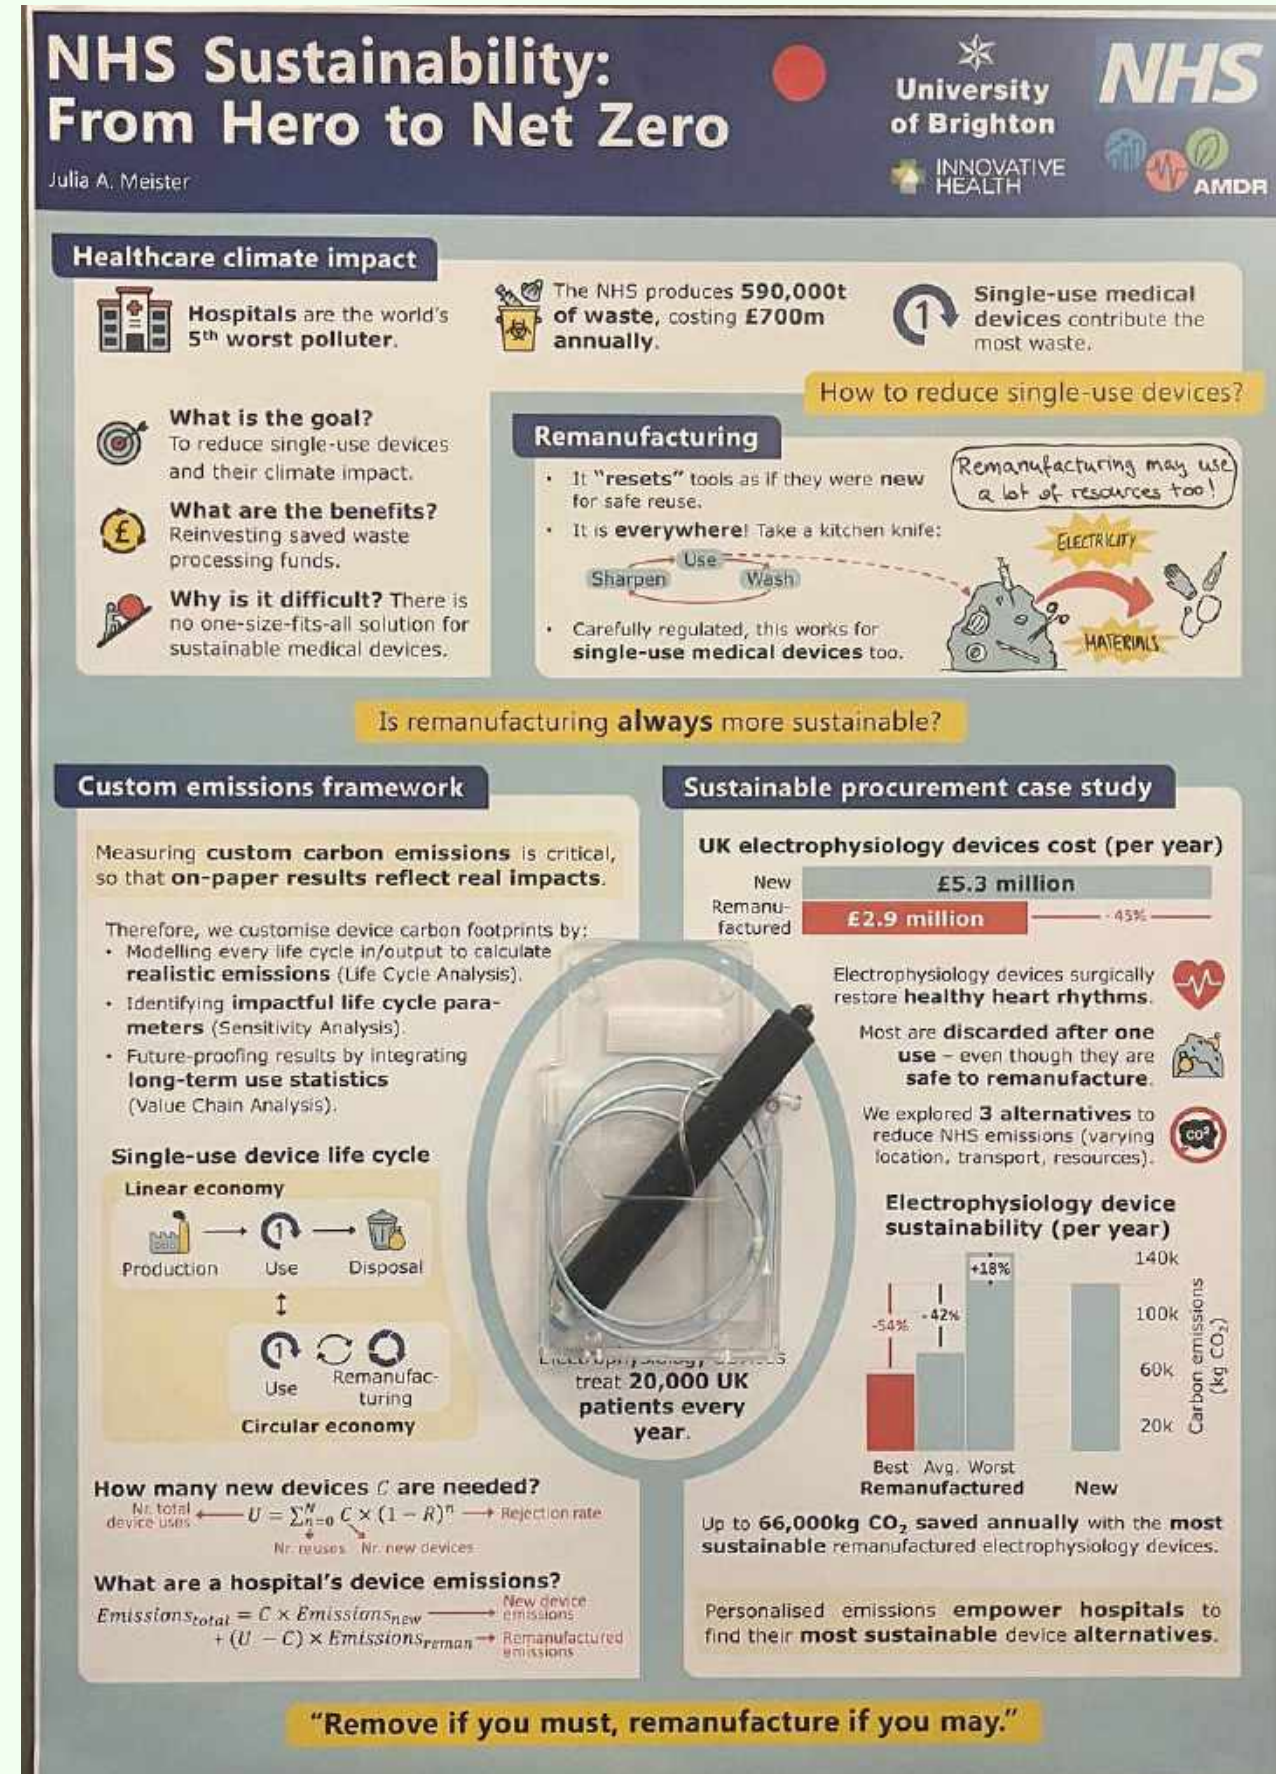 NHS Sustainability:
From Hero to Net Zero
Julia A. Meister
University
of Brighton
INNOVATIVE
HEALTH
NHS
AMDR
Healthcare climate impact
Hospitals are the world's
5th worst polluter.
The NHS produces 590,000t
of waste, costing £700m
annually.
1
Single-use medical
devices contribute the
most waste.
How to reduce single-use devices?
What is the goal?
To reduce single-use devices
and their climate impact.
£
What are the benefits?
Reinvesting saved waste
processing funds.
Why is it difficult? There is
no one-size-fits-all solution for
sustainable medical devices.
Remanufacturing
• It "resets" tools as if they were new
for safe reuse.
• It is everywhere! Take a kitchen knife:
Use
Sharpen
Wash
• Carefully regulated, this works for
single-use medical devices too.
Remanufacturing may use
a lot of resources too!
ELECTRICITY
MATERIALS
Is remanufacturing always more sustainable?
Custom emissions framework
Measuring custom carbon emissions is critical,
so that on-paper results reflect real impacts.
Therefore, we customise device carbon footprints by:
• Modelling every life cycle in/output to calculate
realistic emissions (Life Cycle Analysis).
• Identifying impactful life cycle para-
meters (Sensitivity Analysis).
• Future-proofing results by integrating
long-term use statistics
(Value Chain Analysis).
Single-use device life cycle
Linear economy
1
Production
Use
Disposal
1
Use
Remanufac-
turing
Circular economy
How many new devices C are needed?
Nr. total
device uses
U = Σᴺₙ₌₀ C × (1 − R)ⁿ
Rejection rate
Nr. reuses
Nr. new devices
What are a hospital's device emissions?
Emissions_total = C × Emissions_new
New device
emissions
+ (U − C) × Emissions_reman
Remanufactured
emissions
treat 20,000 UK
patients every
year.
Sustainable procurement case study
UK electrophysiology devices cost (per year)
New
£5.3 million
Remanu-
factured
£2.9 million
-45%
Electrophysiology devices surgically
restore healthy heart rhythms.
Most are discarded after one
use – even though they are
safe to remanufacture.
We explored 3 alternatives to
reduce NHS emissions (varying
location, transport, resources).
CO²
Electrophysiology device
sustainability (per year)
140k
100k
60k
20k
Carbon emissions
(kg CO₂)
-54%
-42%
+18%
Best
Avg.
Worst
Remanufactured
New
Up to 66,000kg CO₂ saved annually with the most
sustainable remanufactured electrophysiology devices.
Personalised emissions empower hospitals to
find their most sustainable device alternatives.
"Remove if you must, remanufacture if you may."